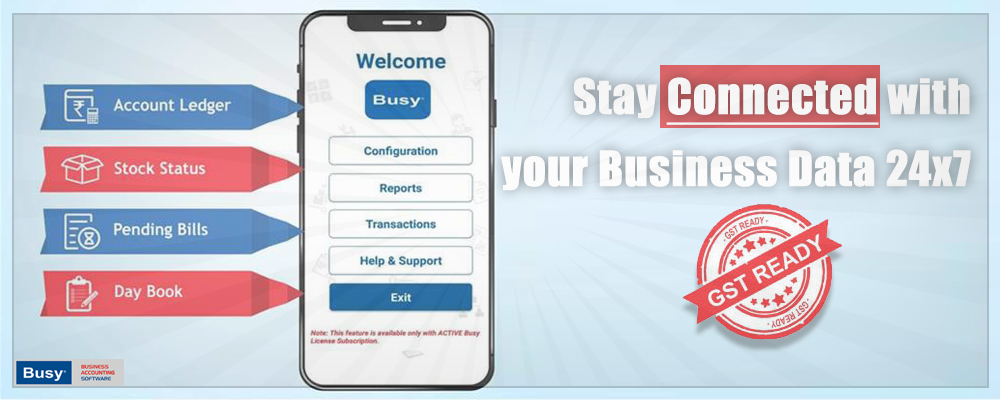 Account Ledger
Stock Status
Pending Bills
Day Book
Welcome
Busy
Configuration
Reports
Transactions
Help & Support
Exit
Note: This feature is available only with ACTIVE Busy
License Subscription.
Stay Connected with
your Business Data 24x7
· GST READY ·
GST READY
· GST READY ·
Busy
BUSINESS
ACCOUNTING
SOFTWARE